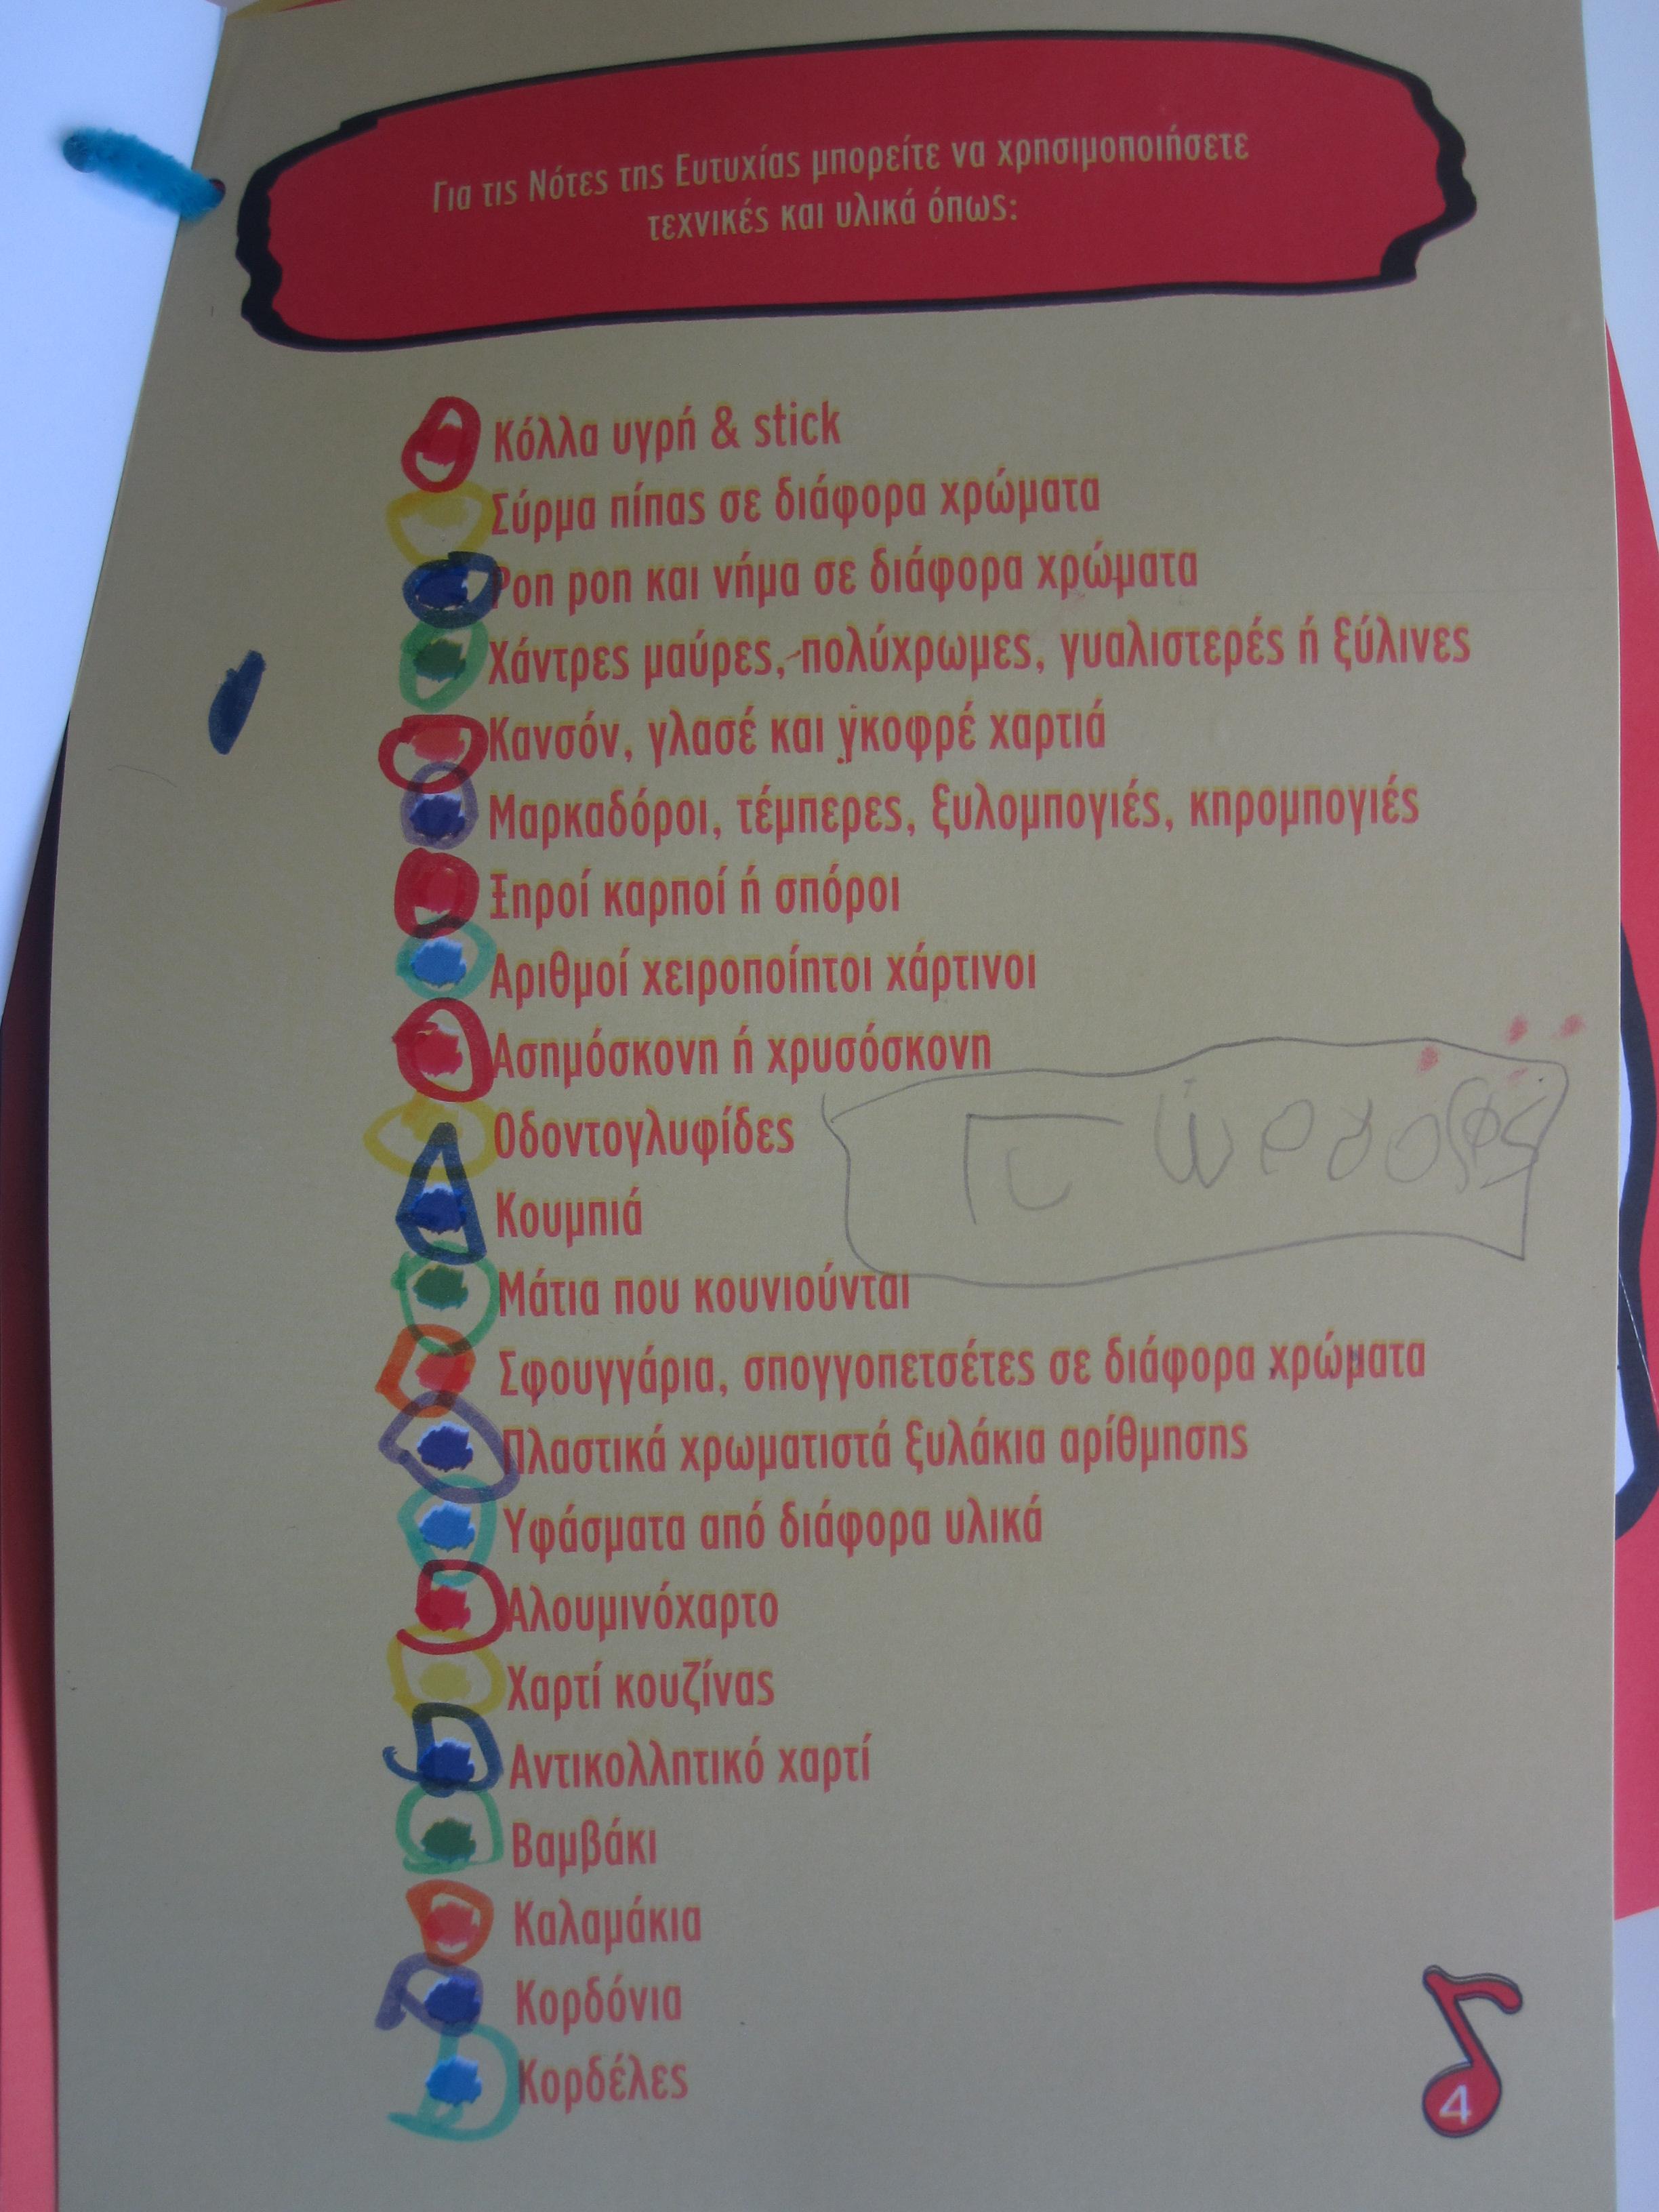 Για τις Νότες της Ευτυχίας μπορείτε να χρησιμοποιήσετε
τεχνικές και υλικά όπως:
Κόλλα υγρή & stick
Σύρμα πίπας σε διάφορα χρώματα
Pon pon και νήμα σε διάφορα χρώματα
Χάντρες μαύρες, πολύχρωμες, γυαλιστερές ή ξύλινες
Κανσόν, γλασέ και γκοφρέ χαρτιά
Μαρκαδόροι, τέμπερες, ξυλομπογιές, κηρομπογιές
Ξηροί καρποί ή σπόροι
Αριθμοί χειροποίητοι χάρτινοι
Ασημόσκονη ή χρυσόσκονη
Οδοντογλυφίδες
Κουμπιά
Μάτια που κουνιούνται
Σφουγγάρια, σπογγοπετσέτες σε διάφορα χρώματα
Πλαστικά χρωματιστά ξυλάκια αρίθμησης
Υφάσματα από διάφορα υλικά
Αλουμινόχαρτο
Χαρτί κουζίνας
Αντικολλητικό χαρτί
Βαμβάκι
Καλαμάκια
Κορδόνια
Κορδέλες
4